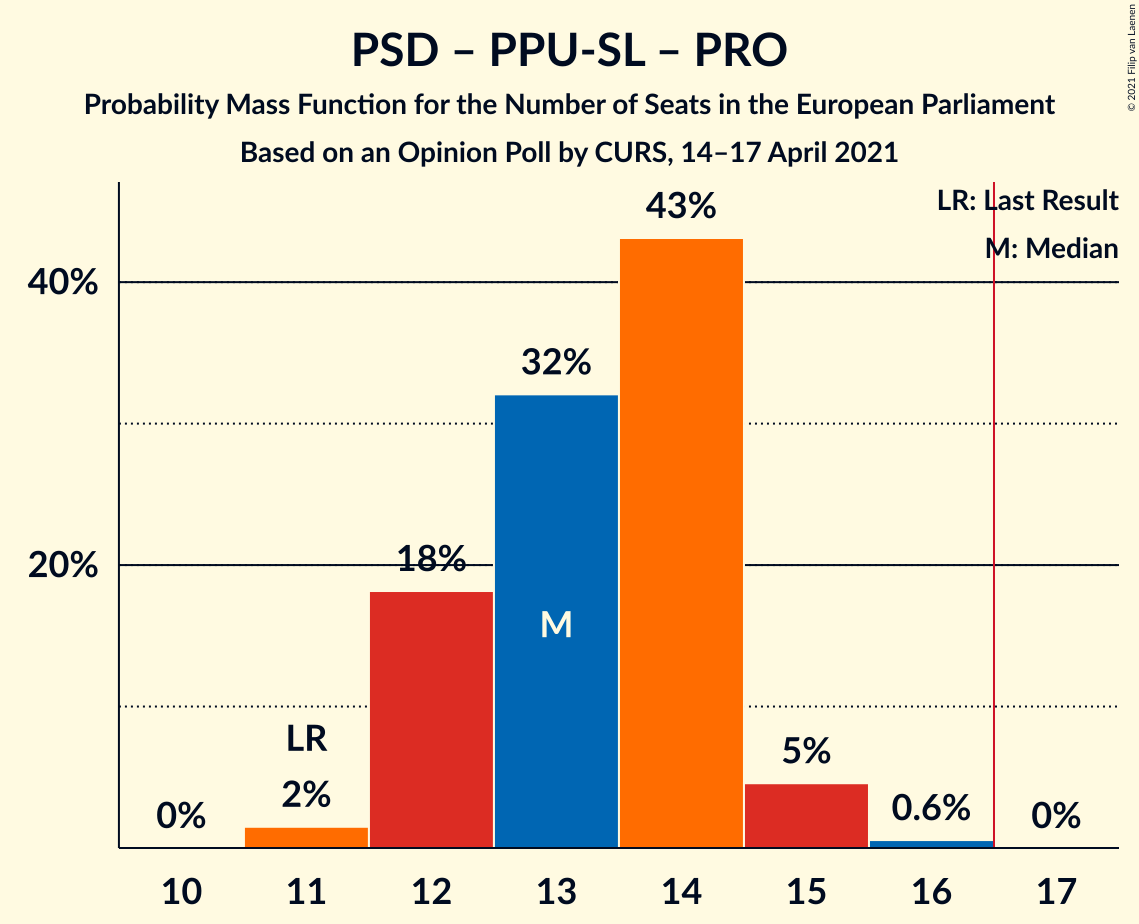 PSD – PPU-SL – PRO
Probability Mass Function for the Number of Seats in the European Parliament
Based on an Opinion Poll by CURS, 14–17 April 2021
© 2021 Filip van Laenen
LR: Last Result
M: Median
43%
40%
32%
18%
20%
M
LR
2%
5%
0%
0.6%
0%
10 11 12 13 14 15 16 17